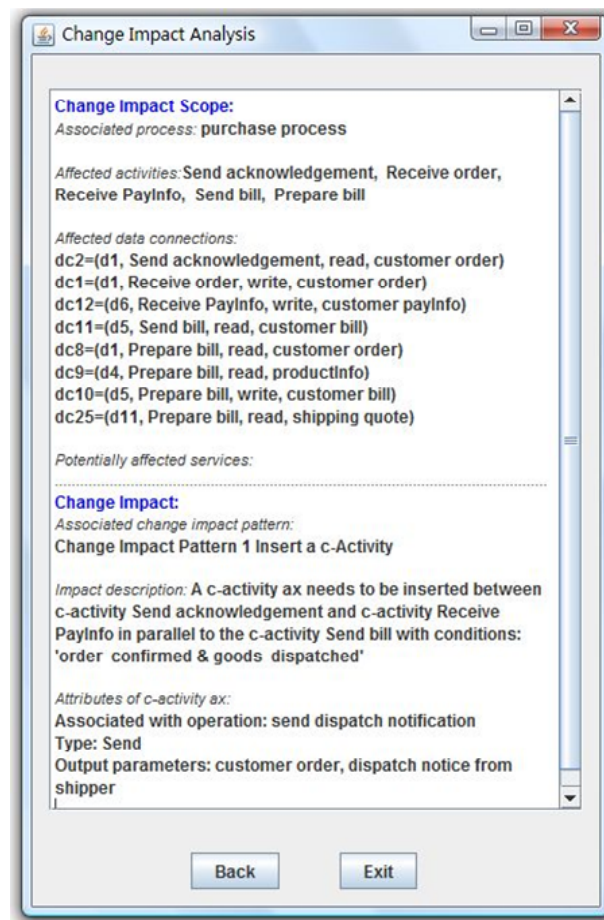 Change Impact Analysis
Change Impact Scope:
Associated process: purchase process
Affected activities:Send acknowledgement, Receive order,
Receive PayInfo, Send bill, Prepare bill
Affected data connections:
dc2=(d1, Send acknowledgement, read, customer order)
dc1=(d1, Receive order, write, customer order)
dc12=(d6, Receive PayInfo, write, customer payInfo)
dc11=(d5, Send bill, read, customer bill)
dc8=(d1, Prepare bill, read, customer order)
dc9=(d4, Prepare bill, read, productInfo)
dc10=(d5, Prepare bill, write, customer bill)
dc25=(d11, Prepare bill, read, shipping quote)
Potentially affected services:
Change Impact:
Associated change impact pattern:
Change Impact Pattern 1 Insert a c-Activity
Impact description: A c-activity ax needs to be inserted between
c-activity Send acknowledgement and c-activity Receive
PayInfo in parallel to the c-activity Send bill with conditions:
'order confirmed & goods dispatched'
Attributes of c-activity ax:
Associated with operation: send dispatch notification
Type: Send
Output parameters: customer order, dispatch notice from
shipper
Back Exit